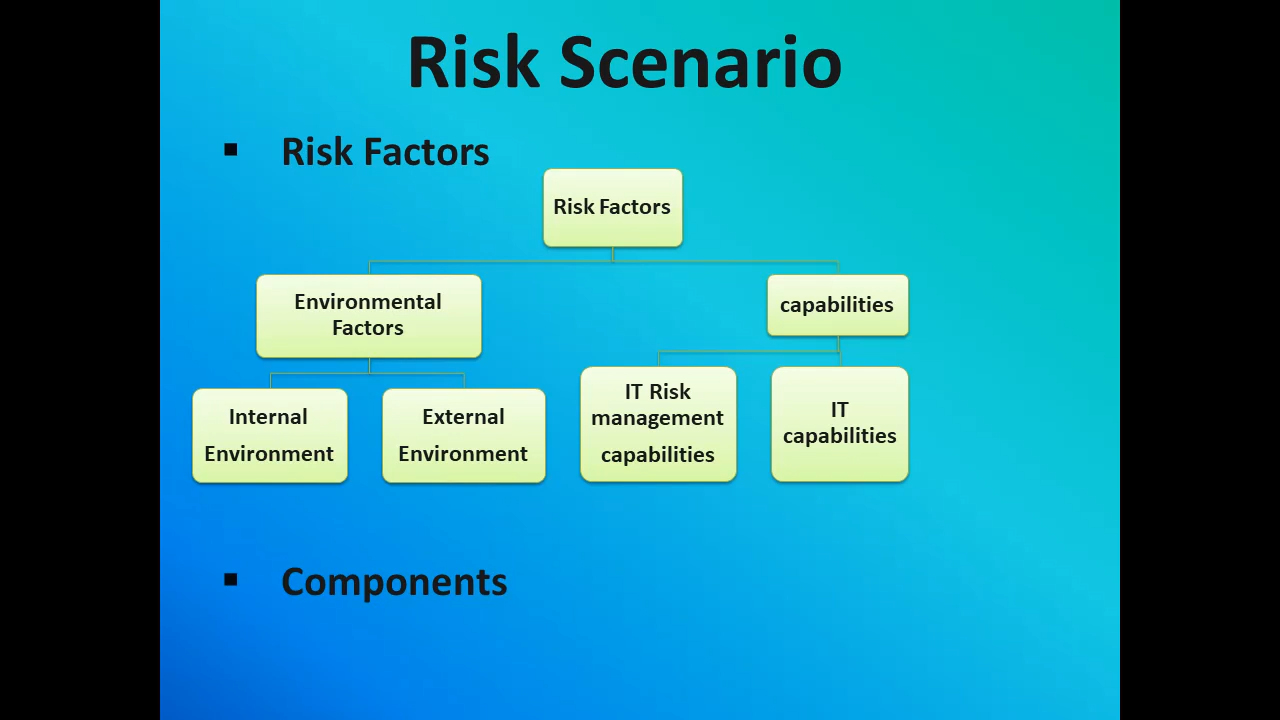 Risk Scenario
▪ Risk Factors
Risk Factors
Environmental
Factors
capabilities
Internal
Environment
External
Environment
IT Risk
management
capabilities
IT
capabilities
▪ Components